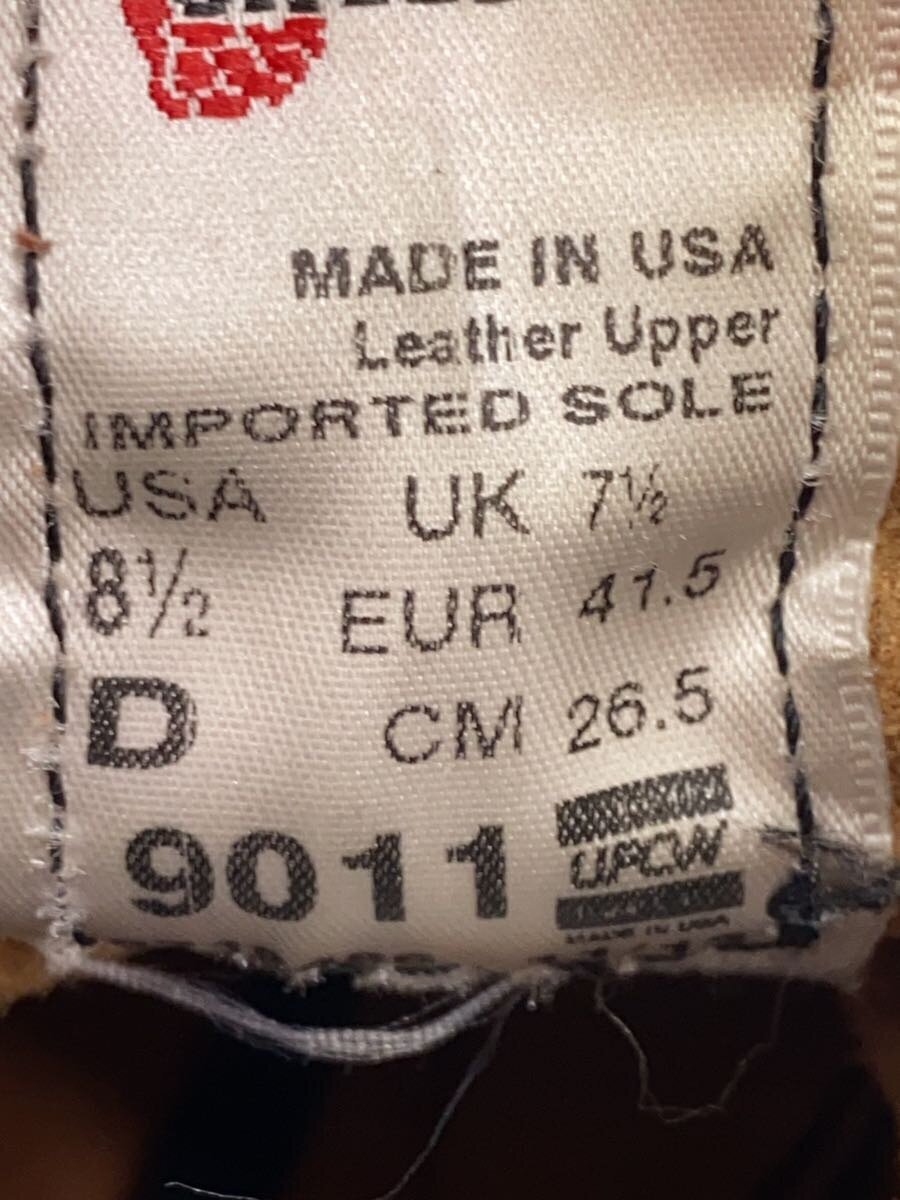 MADE IN USA
Leather Upper
IMPORTED SOLE
USA UK 7½
8½ EUR 41.5
D CM 26.5
9011 UFCW
MADE IN USA